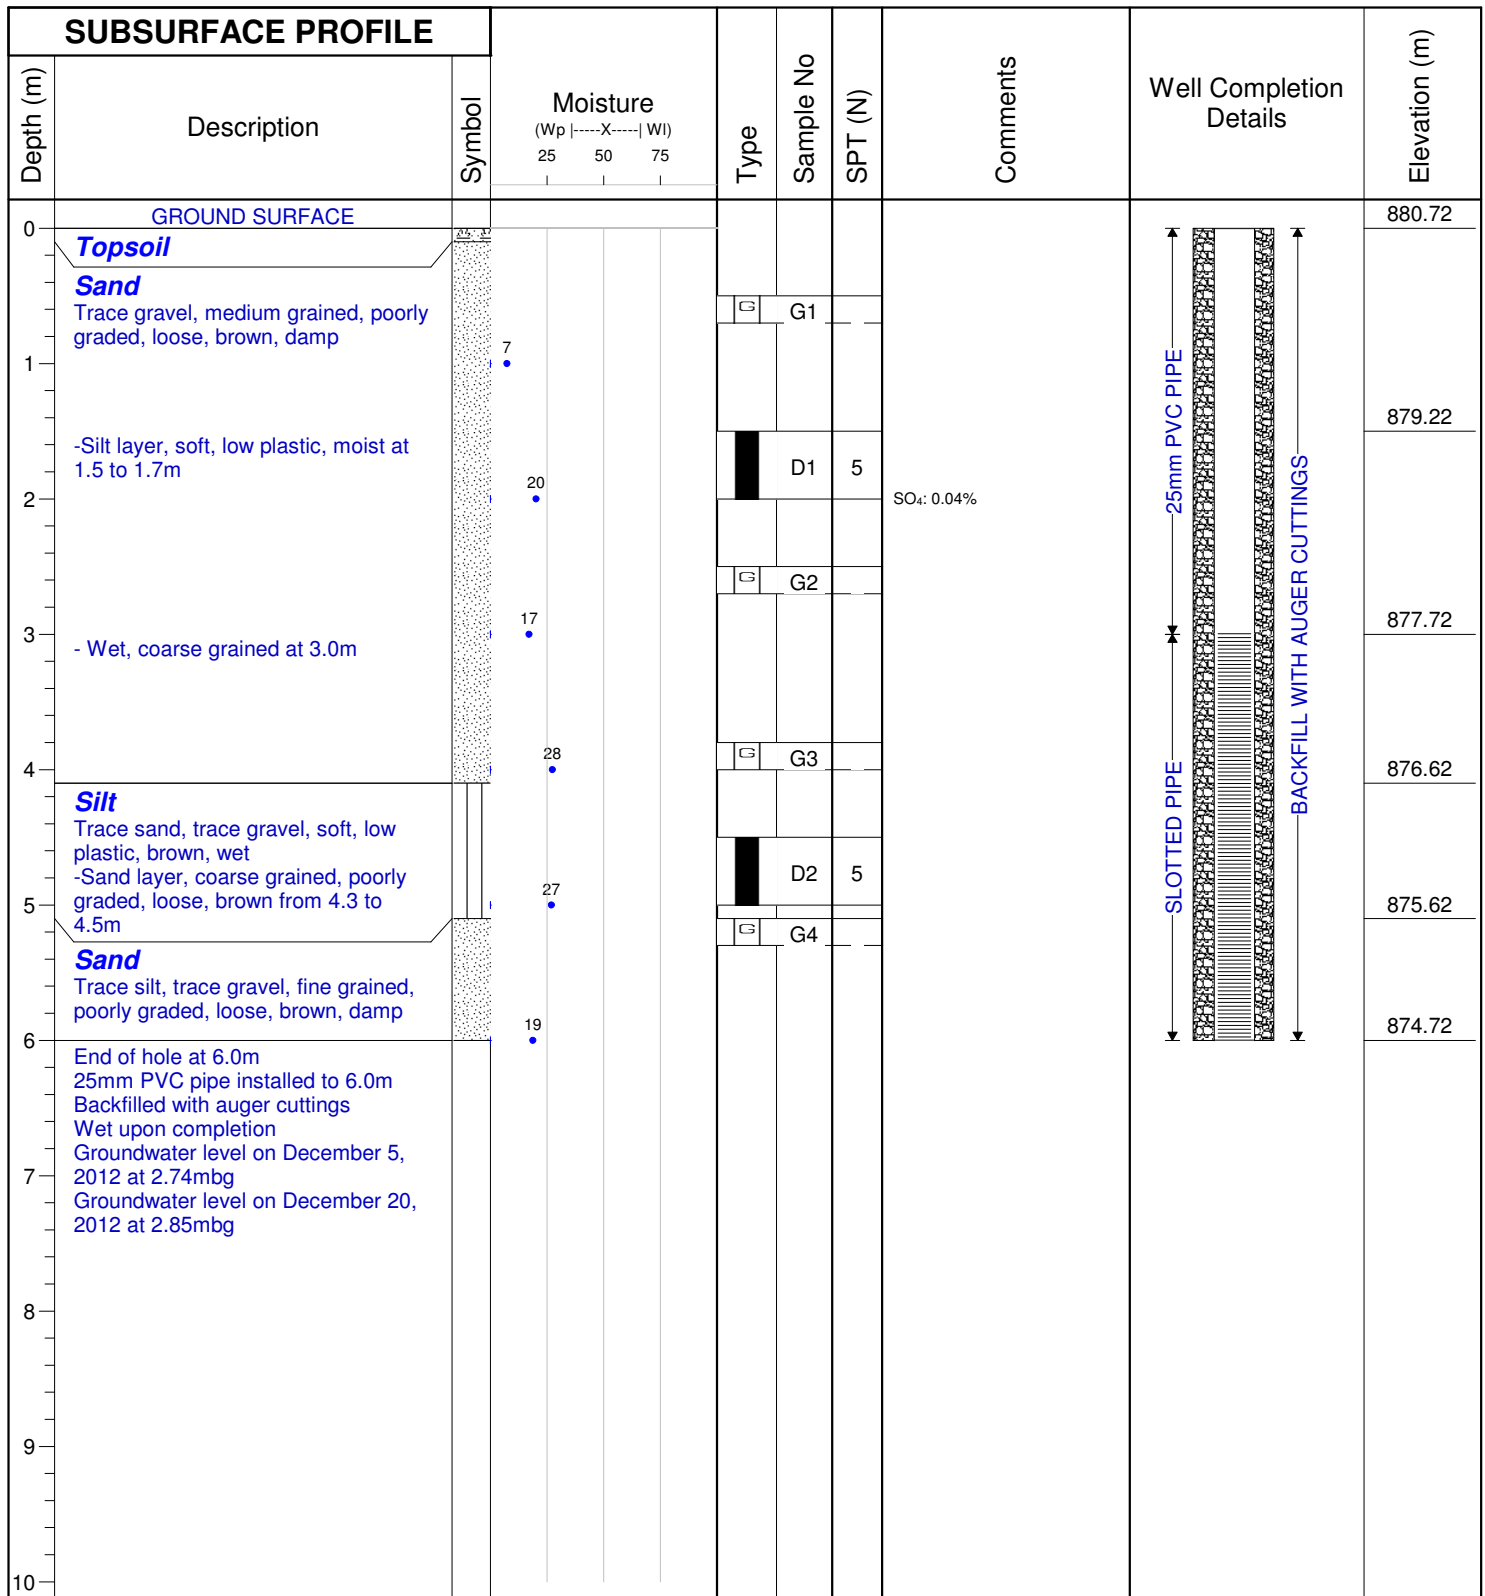 SUBSURFACE PROFILE
Depth (m)
Description
Symbol
Moisture
(Wp |-----X-----| Wl)
25 50 75
Type
Sample No
SPT (N)
Comments
Well Completion
Details
Elevation (m)
GROUND SURFACE
880.72
0
Topsoil
Sand
Trace gravel, medium grained, poorly
graded, loose, brown, damp
G G1
7
1
879.22
-Silt layer, soft, low plastic, moist at
1.5 to 1.7m
D1 5
20
2
SO₄: 0.04%
G G2
17
3
877.72
- Wet, coarse grained at 3.0m
G G3
28
4
876.62
Silt
Trace sand, trace gravel, soft, low
plastic, brown, wet
-Sand layer, coarse grained, poorly
graded, loose, brown from 4.3 to
4.5m
D2 5
27
5
875.62
G G4
Sand
Trace silt, trace gravel, fine grained,
poorly graded, loose, brown, damp
19
6
874.72
25mm PVC PIPE
SLOTTED PIPE
BACKFILL WITH AUGER CUTTINGS
End of hole at 6.0m
25mm PVC pipe installed to 6.0m
Backfilled with auger cuttings
Wet upon completion
Groundwater level on December 5,
2012 at 2.74mbg
Groundwater level on December 20,
2012 at 2.85mbg
7
8
9
10